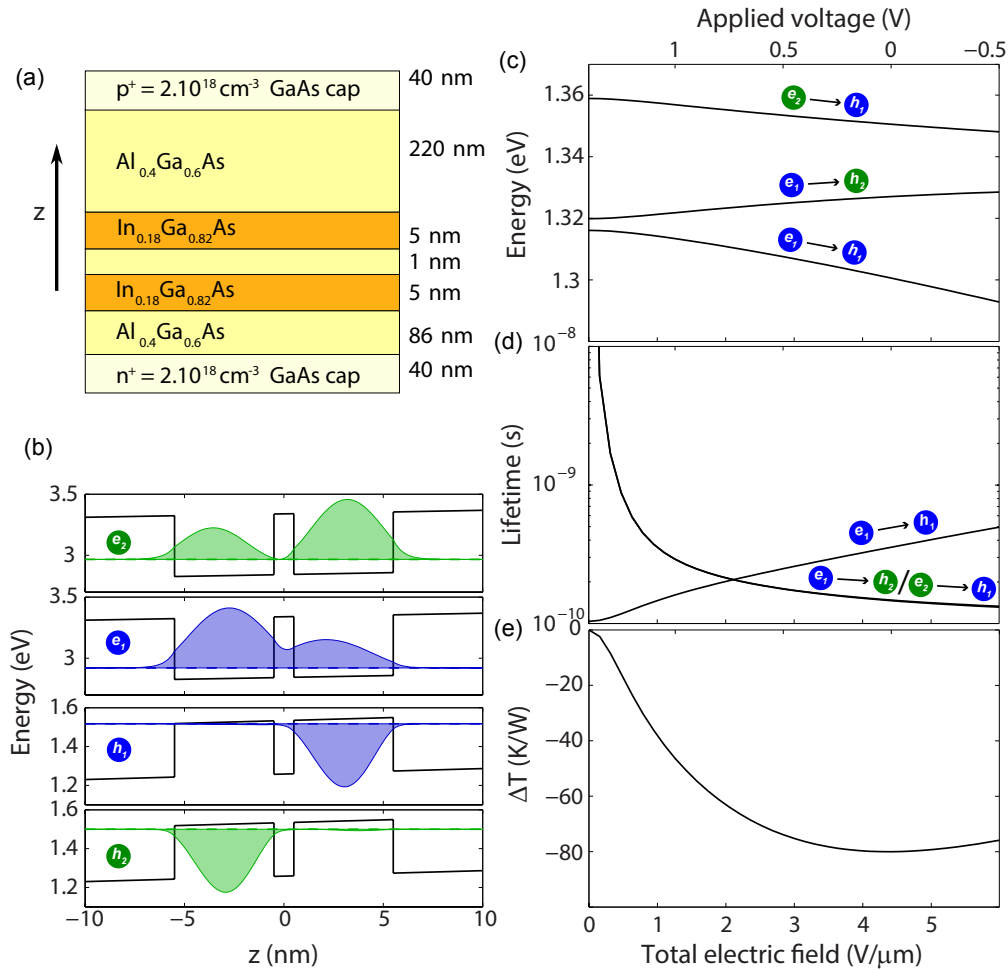 (a)
p⁺ = 2.10¹⁸ cm⁻³ GaAs cap
40 nm
Al₀.₄Ga₀.₆As
220 nm
z
In₀.₁₈Ga₀.₈₂As
5 nm
1 nm
In₀.₁₈Ga₀.₈₂As
5 nm
Al₀.₄Ga₀.₆As
86 nm
n⁺ = 2.10¹⁸ cm⁻³ GaAs cap
40 nm
(b)
Energy (eV)
3.5
3
2.5
e₂
3.5
3
2.5
e₁
1.6
1.4
1.2
h₁
1.6
1.4
1.2
h₂
−10
−5
0
5
10
z (nm)
Applied voltage (V)
1
0.5
0
−0.5
(c)
Energy (eV)
1.36
1.34
1.32
1.3
e₂ → h₁
e₁ → h₂
e₁ → h₁
(d)
Lifetime (s)
10⁻⁸
10⁻⁹
10⁻¹⁰
e₁ → h₁
e₁ → h₂ / e₂ → h₁
(e)
ΔT (K/W)
0
−20
−40
−60
−80
0
1
2
3
4
5
Total electric field (V/μm)